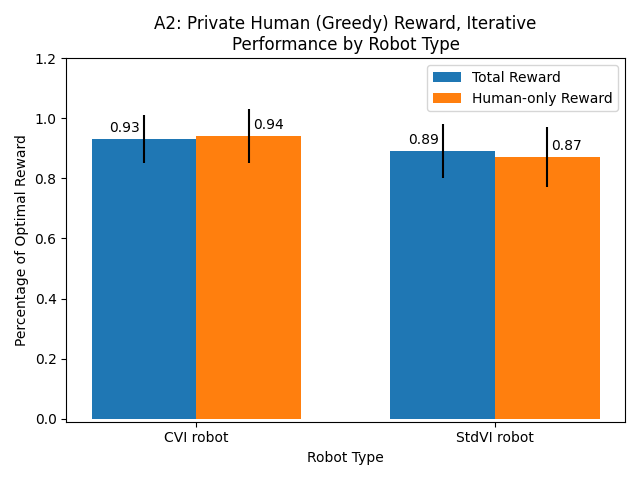 A2: Private Human (Greedy) Reward, Iterative
Performance by Robot Type
Percentage of Optimal Reward
1.2
1.0
0.8
0.6
0.4
0.2
0.0
Total Reward
Human-only Reward
0.93
0.94
0.89
0.87
CVI robot
StdVI robot
Robot Type